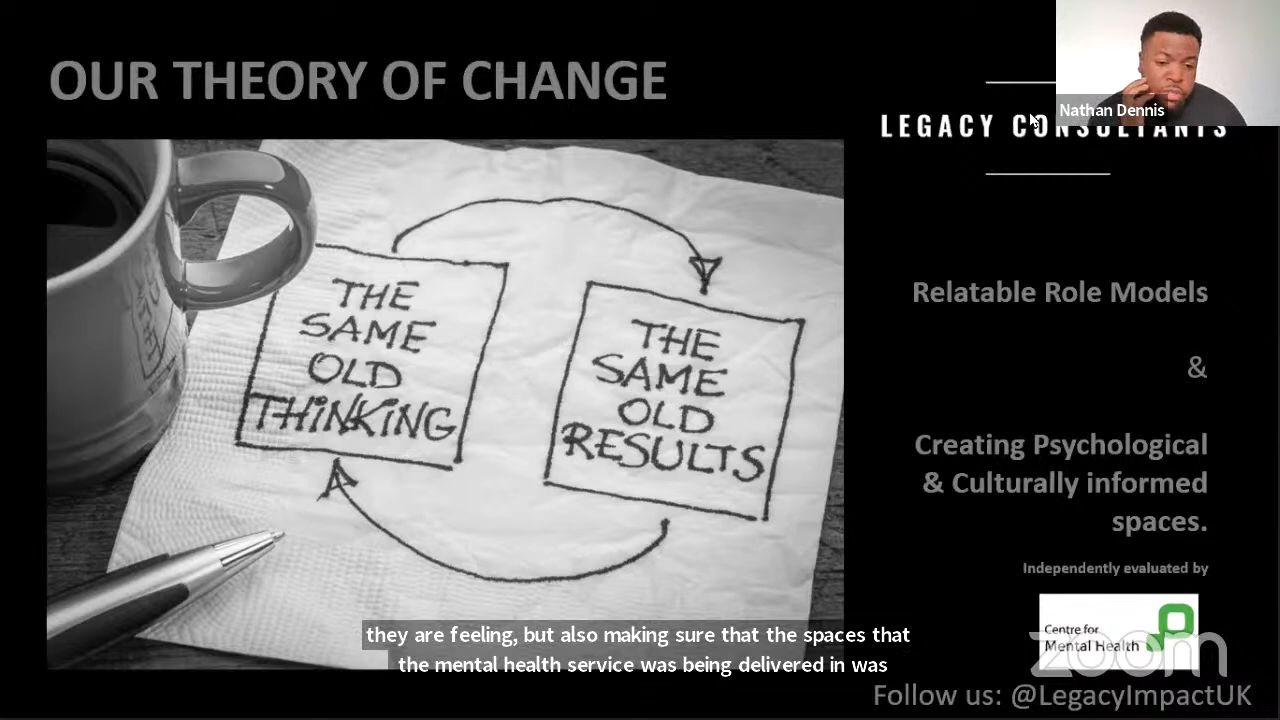 OUR THEORY OF CHANGE
Nathan Dennis
LEGACY CONSULTANTS
THE
SAME
OLD
THINKING
THE
SAME
OLD
RESULTS
Relatable Role Models
&
Creating Psychological
& Culturally informed
spaces.
Independently evaluated by
Centre for
Mental Health
zoom
they are feeling, but also making sure that the spaces that
the mental health service was being delivered in was
Follow us: @LegacyImpactUK